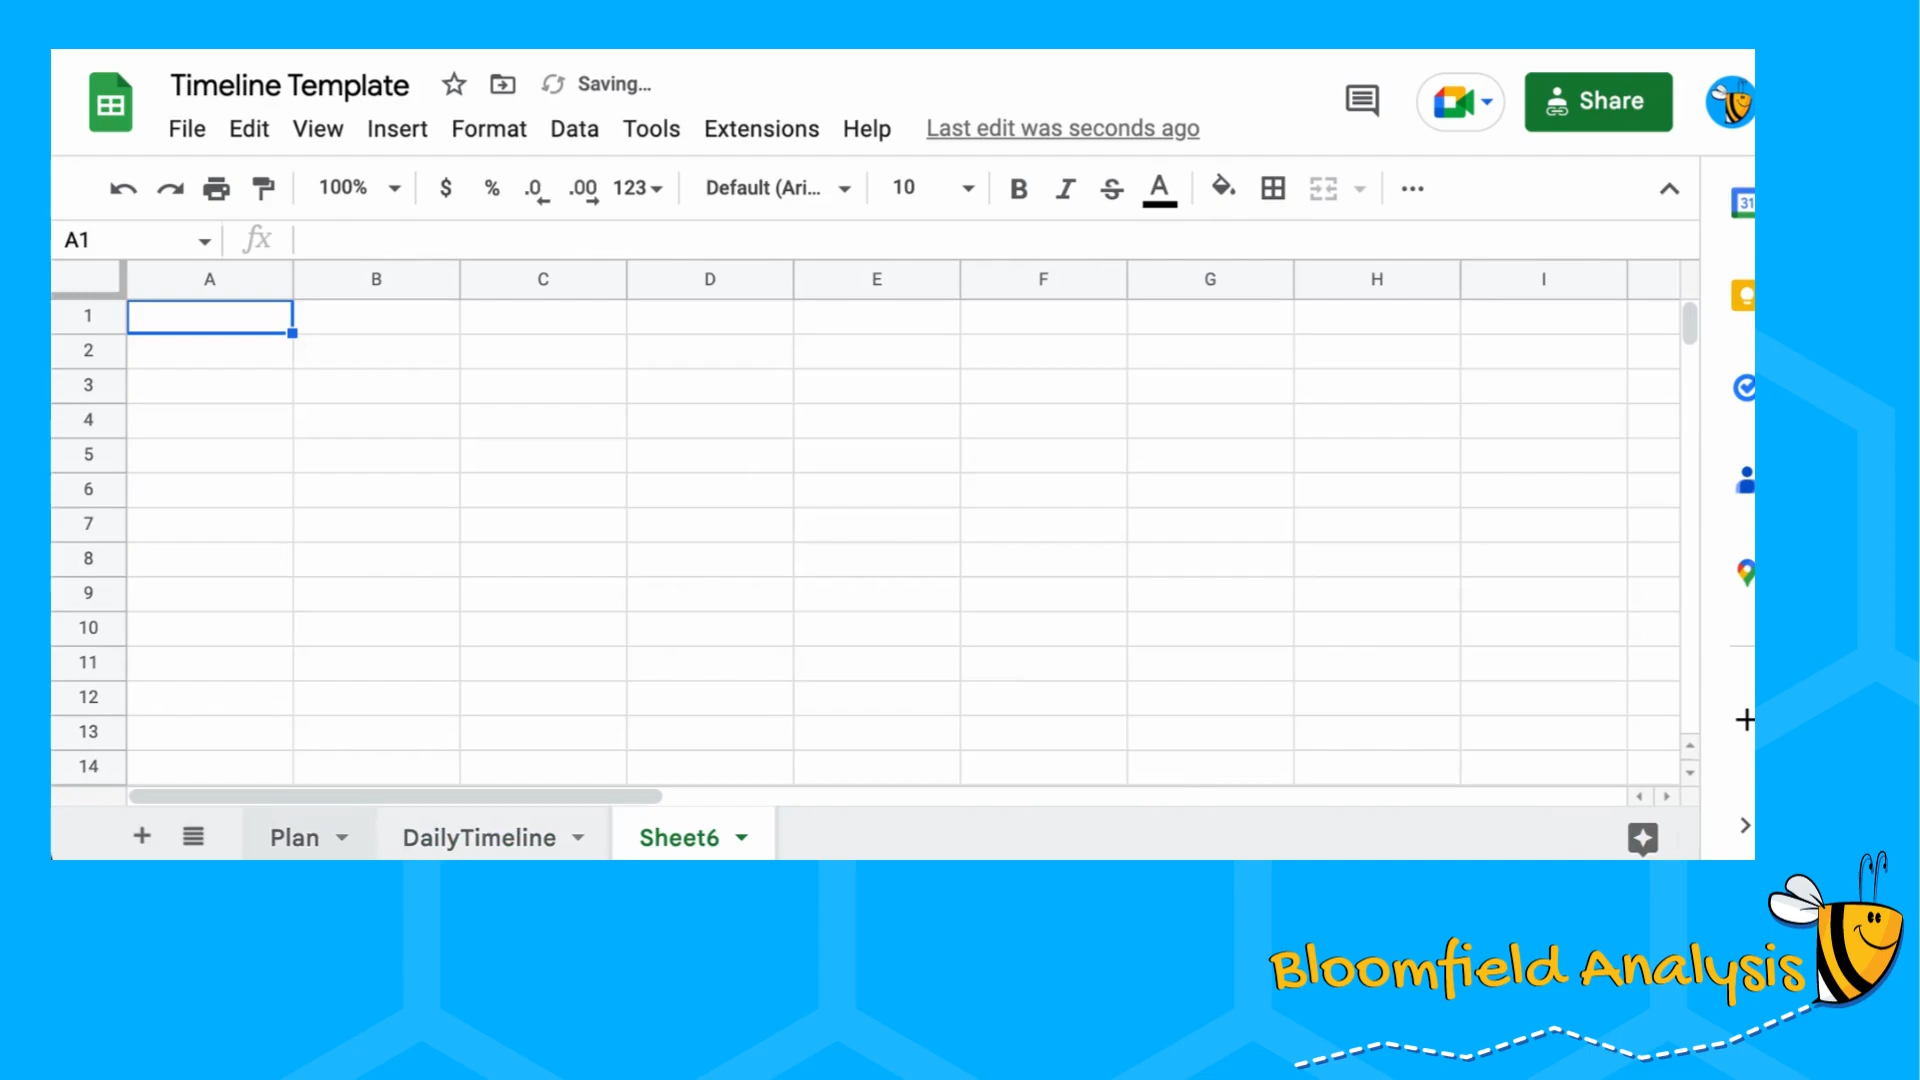 Timeline Template Saving...
Share
File Edit View Insert Format Data Tools Extensions Help Last edit was seconds ago
100% $ % .0 .00 123 Default (Ari... 10 B I S A
31
A1 fx
A B C D E F G H I
1
2
3
4
5
6
7
8
9
10
11
12
13
14
Plan DailyTimeline Sheet6
Bloomfield Analysis